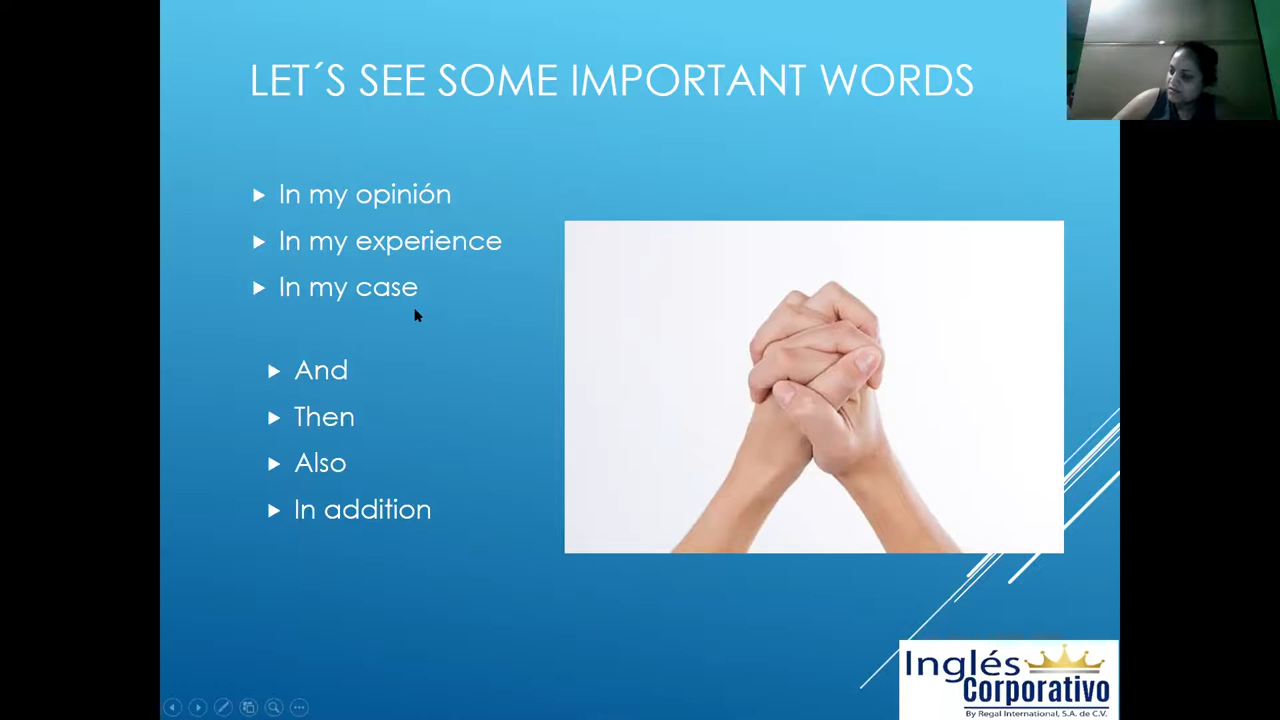 LET´S SEE SOME IMPORTANT WORDS
In my opinión
In my experience
In my case
And
Then
Also
In addition
Inglés
Corporativo
By Regal International, S.A. de C.V.